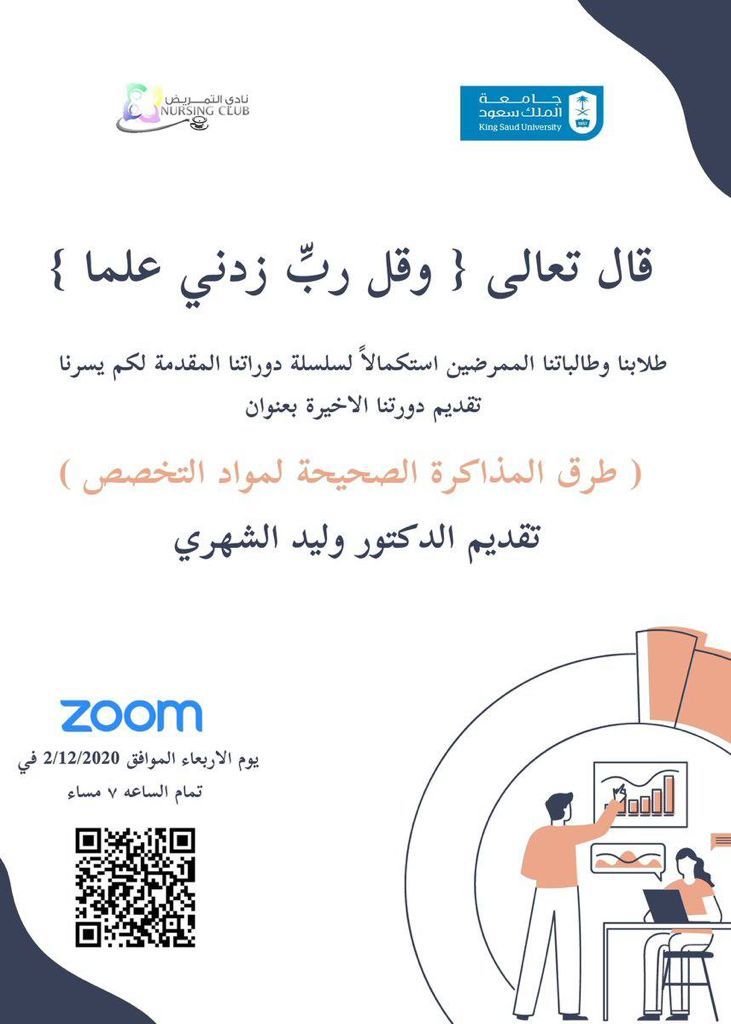 نادي التمريض
NURSING CLUB
جامعة
الملك سعود
King Saud University
1957
قال تعالى { وقل ربِّ زدني علما }
طلابنا وطالباتنا الممرضين استكمالاً لسلسلة دوراتنا المقدمة لكم يسرنا
تقديم دورتنا الاخيرة بعنوان
( طرق المذاكرة الصحيحة لمواد التخصص )
تقديم الدكتور وليد الشهري
zoom
يوم الاربعاء الموافق 2/12/2020 في
تمام الساعه ٧ مساء